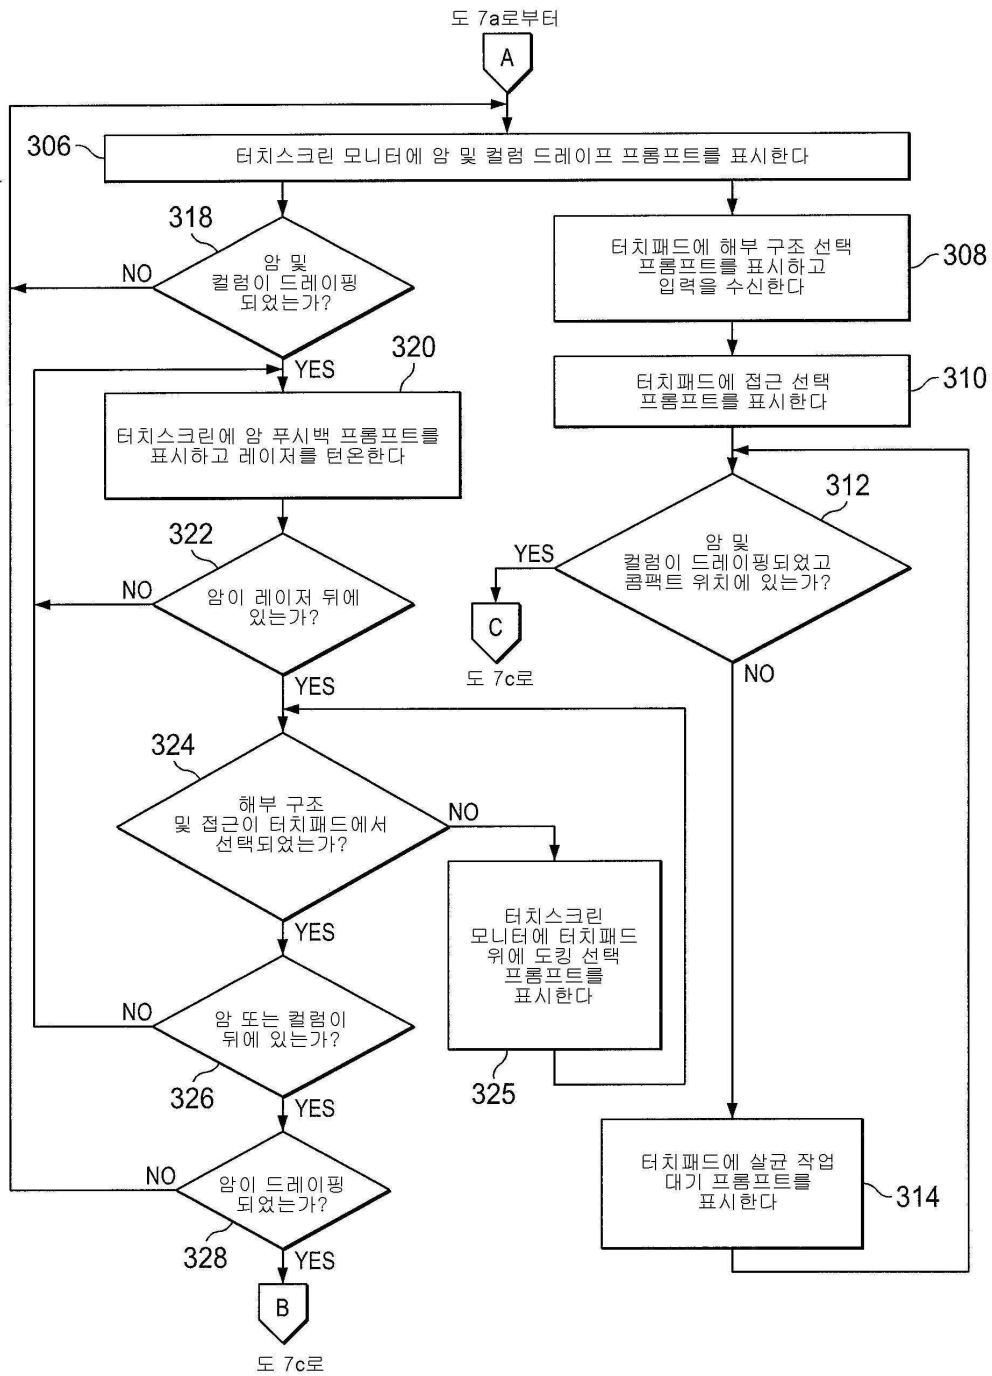 도 7a로부터
A
306
터치스크린 모니터에 암 및 컬럼 드레이프 프롬프트를 표시한다
318
암 및
컬럼이 드레이핑
되었는가?
NO
YES
터치패드에 해부 구조 선택
프롬프트를 표시하고
입력을 수신한다
308
320
터치스크린에 암 푸시백 프롬프트를
표시하고 레이저를 턴온한다
터치패드에 접근 선택
프롬프트를 표시한다
310
322
암이 레이저 뒤에
있는가?
NO
YES
312
암 및
컬럼이 드레이핑되었고
콤팩트 위치에 있는가?
YES
C
도 7c로
NO
324
해부 구조
및 접근이 터치패드에서
선택되었는가?
NO
YES
터치스크린
모니터에 터치패드
위에 도킹 선택
프롬프트를
표시한다
325
암 또는 컬럼이
뒤에 있는가?
NO
326
YES
터치패드에 살균 작업
대기 프롬프트를
표시한다
314
암이 드레이핑
되었는가?
NO
328
YES
B
도 7c로